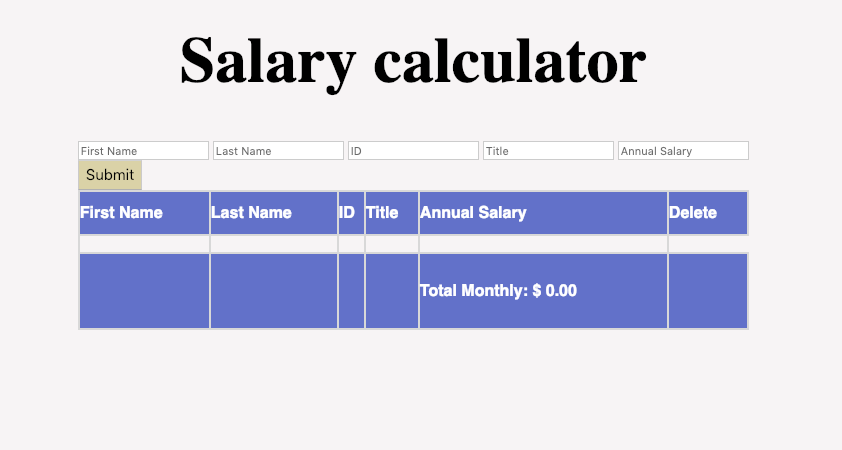 Salary calculator
First Name Last Name ID Title Annual Salary
Submit
First Name Last Name ID Title Annual Salary Delete
Total Monthly: $ 0.00